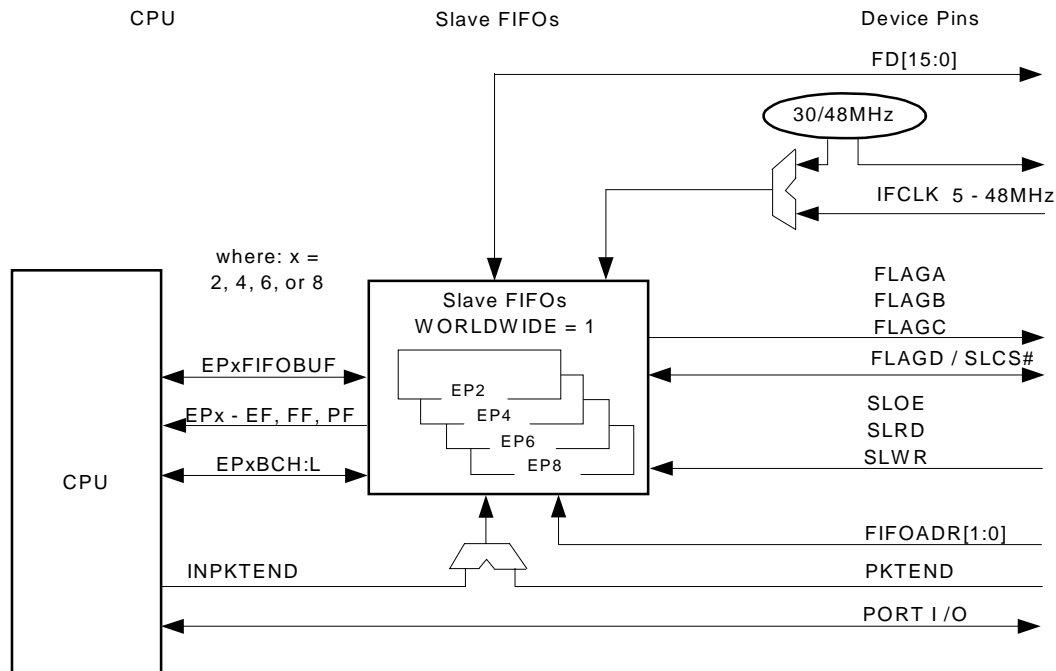 CPU
Slave FIFOs
Device Pins
FD[15:0]
30/48MHz
IFCLK 5 - 48MHz
where: x =
2, 4, 6, or 8
Slave FIFOs
WORLDWIDE = 1
FLAGA
FLAGB
FLAGC
FLAGD / SLCS#
EPxFIFOBUF
EP2
EPx - EF, FF, PF
EP4
EP6
EP8
SLOE
SLRD
SLWR
EPxBCH:L
CPU
FIFOADR[1:0]
INPKTEND
PKTEND
PORT I/O